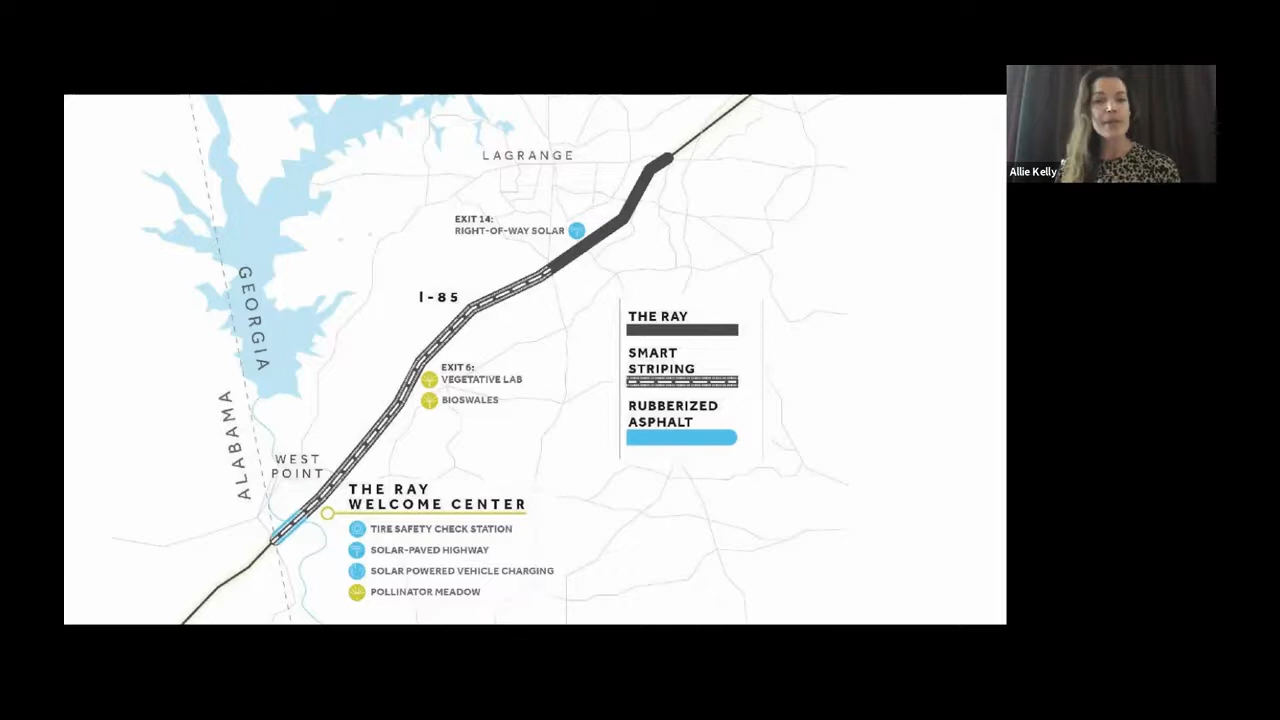 LAGRANGE
EXIT 14:
RIGHT-OF-WAY SOLAR
GEORGIA
I-85
THE RAY
SMART
STRIPING
RUBBERIZED
ASPHALT
EXIT 6:
VEGETATIVE LAB
BIOSWALES
ALABAMA
WEST
POINT
THE RAY
WELCOME CENTER
TIRE SAFETY CHECK STATION
SOLAR-PAVED HIGHWAY
SOLAR POWERED VEHICLE CHARGING
POLLINATOR MEADOW
Allie Kelly